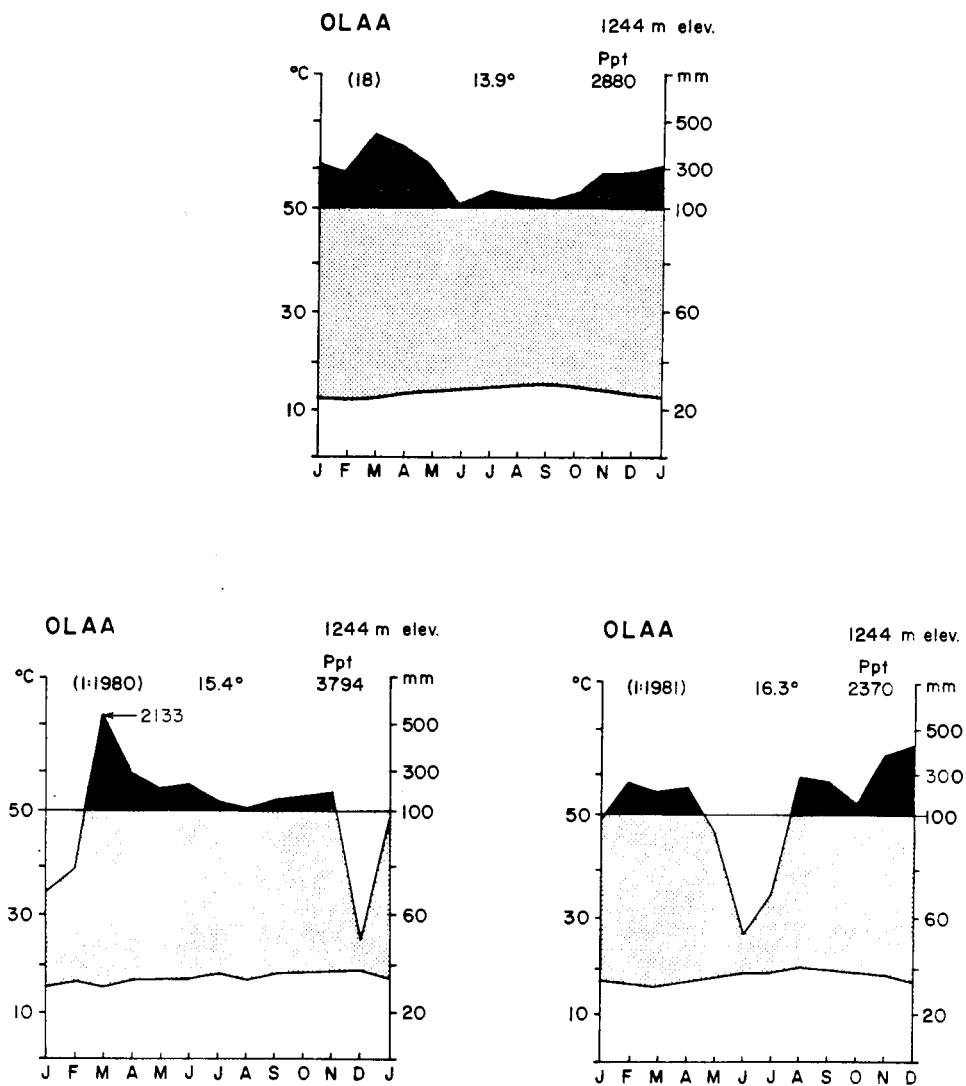 OLAA 1244 m elev.
Ppt
°C (18) 13.9° 2880 mm
500
300
50 100
30 60
10 20
J F M A M J J A S O N D J
OLAA 1244 m elev.
Ppt
°C (1:1980) 15.4° 3794 mm
2133 500
300
50 100
30 60
10 20
J F M A M J J A S O N D J
OLAA 1244 m elev.
Ppt
°C (1:1981) 16.3° 2370 mm
500
300
50 100
30 60
10 20
J F M A M J J A S O N D